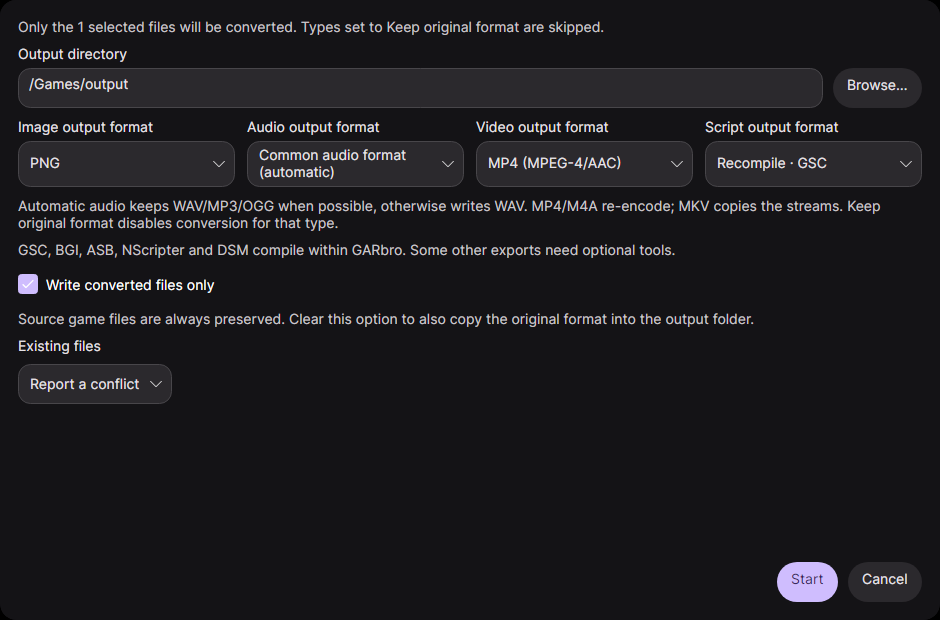 Only the 1 selected files will be converted. Types set to Keep original format are skipped.
Output directory
/Games/output
Browse...
Image output format
Audio output format
Video output format
Script output format
PNG
Common audio format
(automatic)
MP4 (MPEG-4/AAC)
Recompile · GSC
Automatic audio keeps WAV/MP3/OGG when possible, otherwise writes WAV. MP4/M4A re-encode; MKV copies the streams. Keep
original format disables conversion for that type.
GSC, BGI, ASB, NScripter and DSM compile within GARbro. Some other exports need optional tools.
Write converted files only
Source game files are always preserved. Clear this option to also copy the original format into the output folder.
Existing files
Report a conflict
Start
Cancel